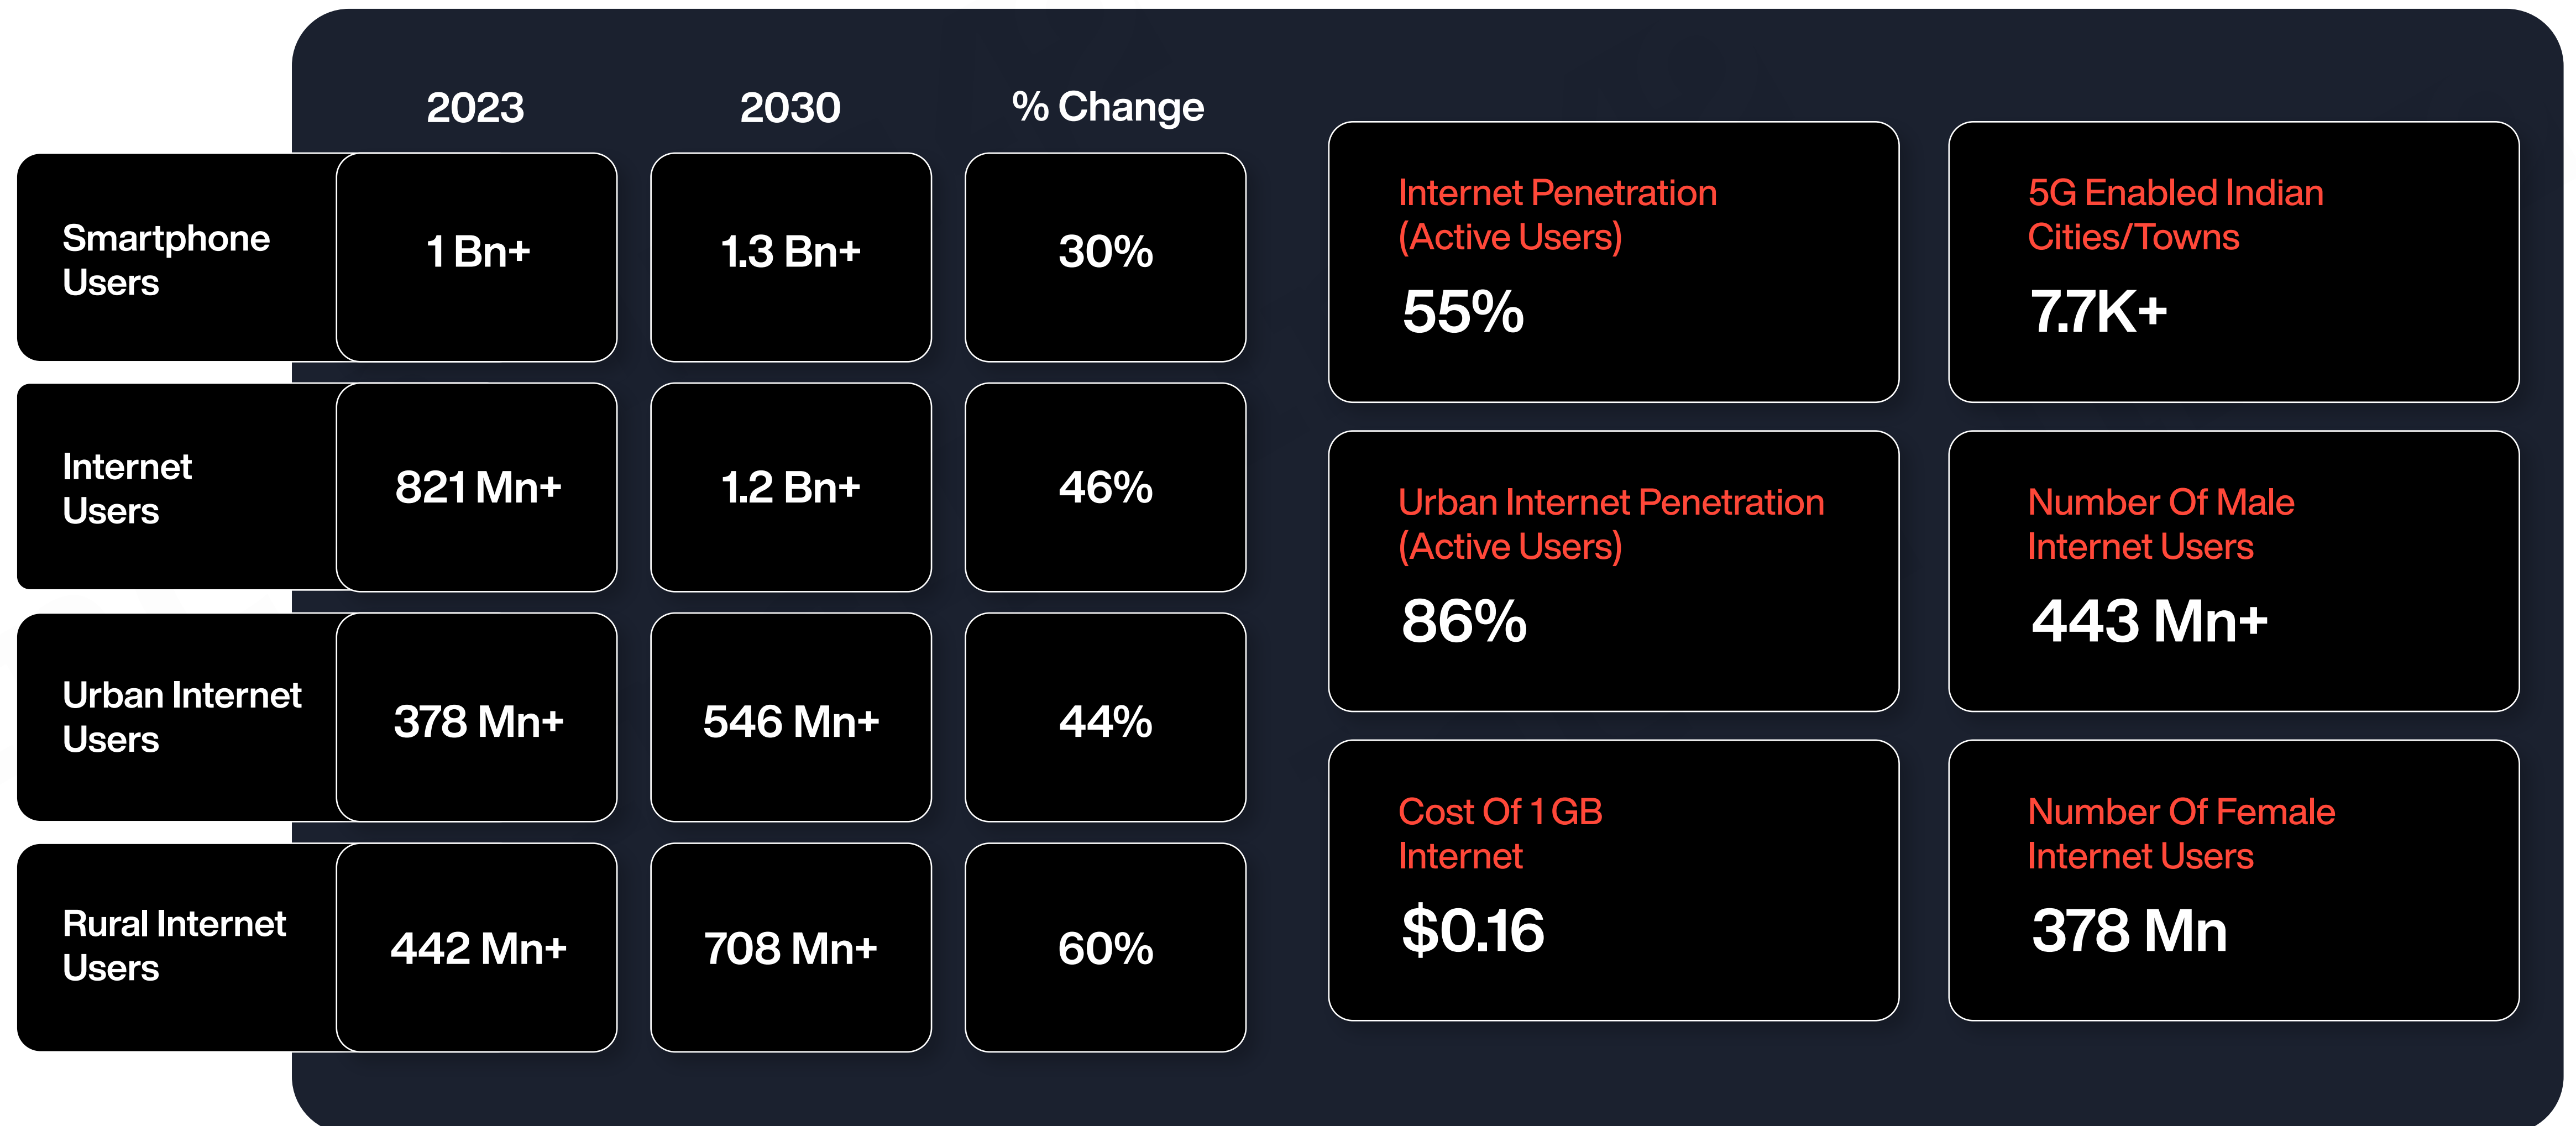 2023 2030 % Change
Smartphone
Users
1 Bn+ 1.3 Bn+ 30%
Internet
Users
821 Mn+ 1.2 Bn+ 46%
Urban Internet
Users
378 Mn+ 546 Mn+ 44%
Rural Internet
Users
442 Mn+ 708 Mn+ 60%
Internet Penetration
(Active Users)
55%
5G Enabled Indian
Cities/Towns
7.7K+
Urban Internet Penetration
(Active Users)
86%
Number Of Male
Internet Users
443 Mn+
Cost Of 1 GB
Internet
$0.16
Number Of Female
Internet Users
378 Mn